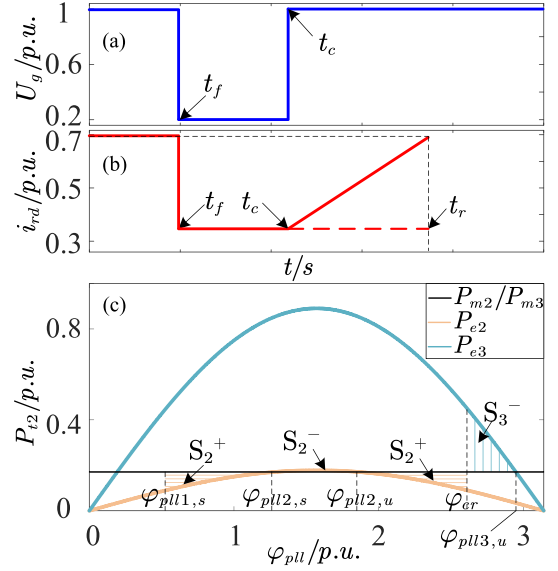 1
(a)
U_g/p.u.
t_f
t_c
0.2
0.7
(b)
i_rd/p.u.
0.5
t_f
t_c
t_r
0.3
t/s
(c)
P_m2/P_m3
P_e2
P_e3
0.8
P_t2/p.u.
S_3^-
0.4
S_2^+
S_2^-
S_2^+
φ_pll1,s
φ_pll2,s
φ_pll2,u
φ_er
0
0
1
2
3
φ_pll3,u
φ_pll/p.u.